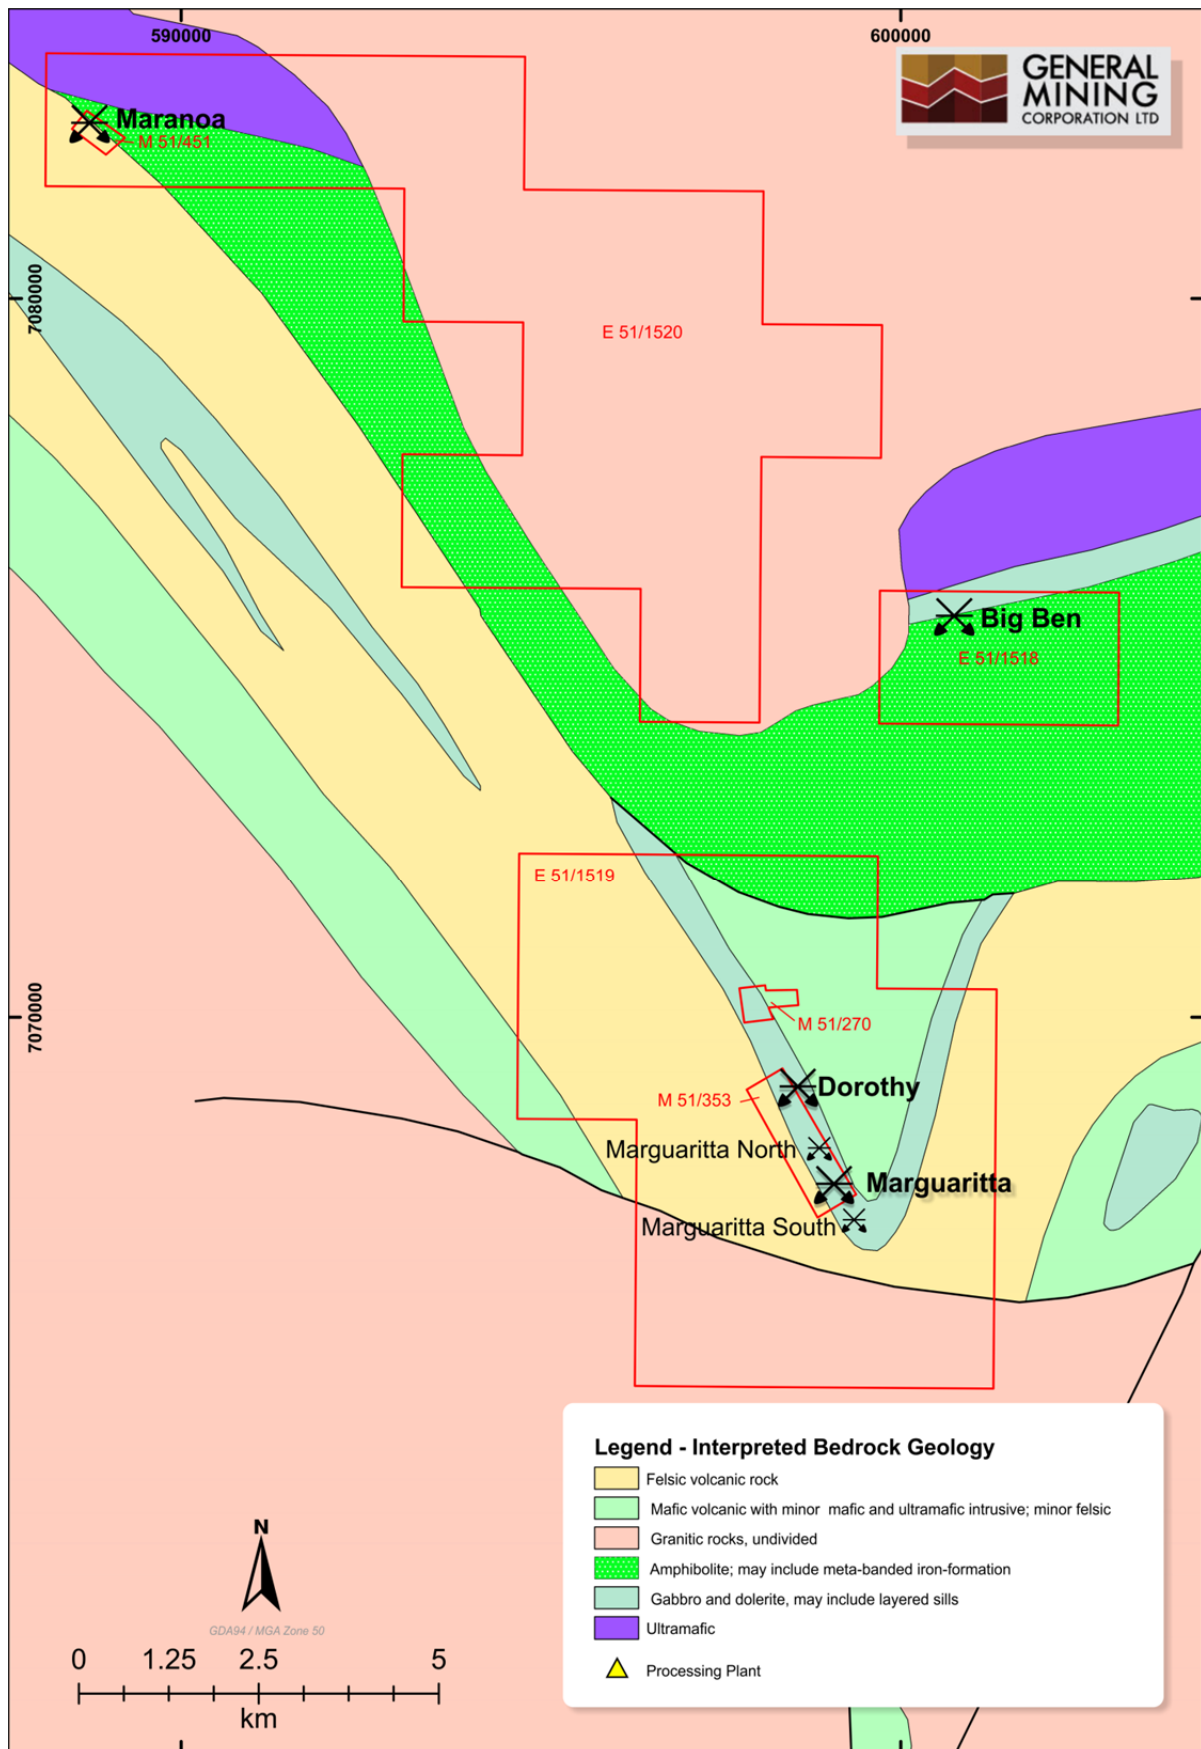 590000
600000
GENERAL
MINING
CORPORATION LTD
Maranoa
M 51/451
7080000
E 51/1520
Big Ben
E 51/1518
E 51/1519
7070000
M 51/270
Dorothy
M 51/353
Marguaritta North
Marguaritta
Marguaritta South
Legend - Interpreted Bedrock Geology
Felsic volcanic rock
Mafic volcanic with minor mafic and ultramafic intrusive; minor felsic
Granitic rocks, undivided
Amphibolite; may include meta-banded iron-formation
Gabbro and dolerite, may include layered sills
Ultramafic
Processing Plant
N
GDA94 / MGA Zone 50
0 1.25 2.5 5
km